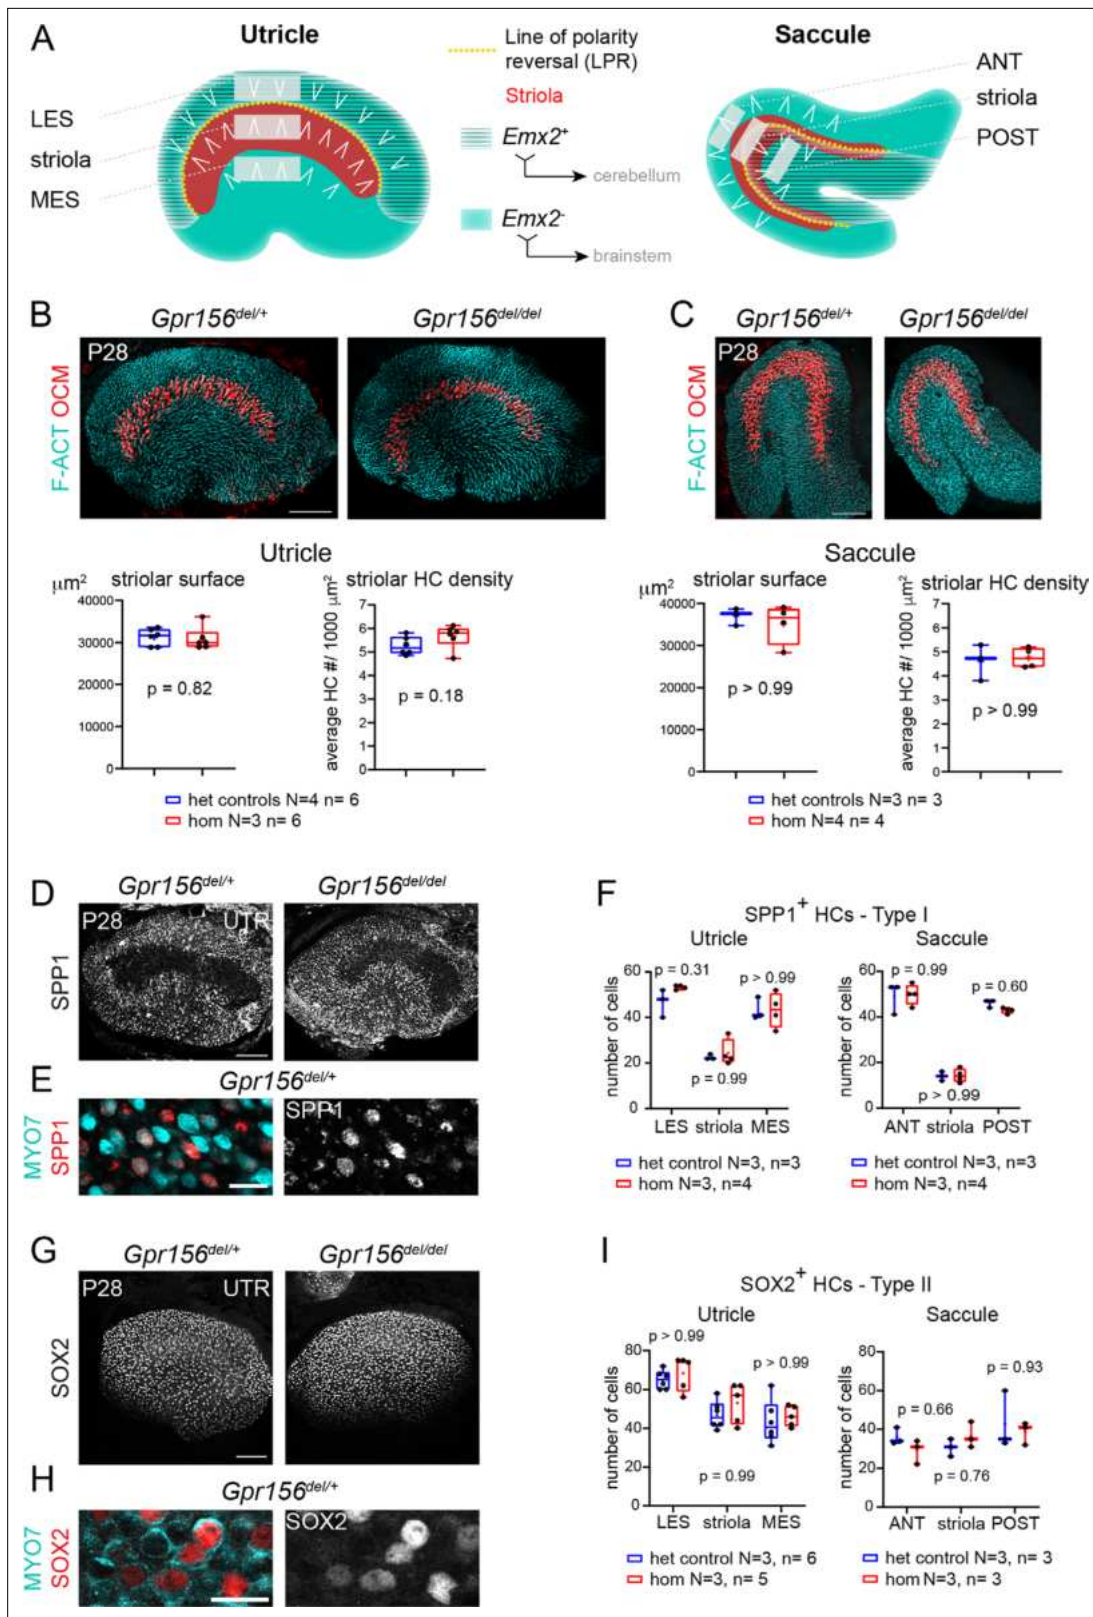 A
Utricle
Saccule
Line of polarity
reversal (LPR)
Striola
Emx2+
cerebellum
Emx2-
brainstem
LES
striola
MES
ANT
striola
POST
B
Gpr156del/+
Gpr156del/del
P28
F-ACT OCM
C
Gpr156del/+
Gpr156del/del
P28
F-ACT OCM
Utricle
μm²
striolar surface
40000
30000
20000
10000
0
p = 0.82
striolar HC density
average HC #/ 1000 μm²
7
6
5
4
3
2
1
0
p = 0.18
het controls N=4 n= 6
hom N=3 n= 6
Saccule
μm²
striolar surface
40000
30000
20000
10000
0
p > 0.99
striolar HC density
average HC #/ 1000 μm²
7
6
5
4
3
2
1
0
p > 0.99
het controls N=3 n= 3
hom N=4 n= 4
D
Gpr156del/+
Gpr156del/del
P28
UTR
SPP1
E
Gpr156del/+
MYO7
SPP1
SPP1
F
SPP1+ HCs - Type I
Utricle
number of cells
60
40
20
0
p = 0.31
p > 0.99
p = 0.99
LES striola MES
het control N=3, n=3
hom N=3, n=4
Saccule
number of cells
60
40
20
0
p = 0.99
p = 0.60
p > 0.99
ANT striola POST
het control N=3, n=3
hom N=3, n=4
G
Gpr156del/+
Gpr156del/del
P28
UTR
SOX2
H
Gpr156del/+
MYO7
SOX2
SOX2
I
SOX2+ HCs - Type II
Utricle
number of cells
80
60
40
20
0
p > 0.99
p > 0.99
p = 0.99
LES striola MES
het control N=3, n= 6
hom N=3, n= 5
Saccule
number of cells
80
60
40
20
0
p = 0.66
p = 0.93
p = 0.76
ANT striola POST
het control N=3, n= 3
hom N=3, n= 3